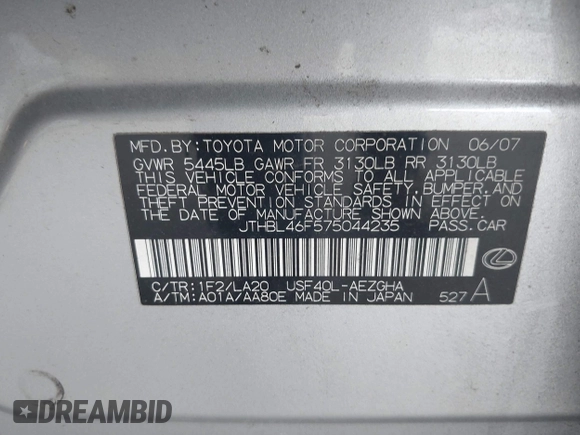 MFD.BY:TOYOTA MOTOR CORPORATION 06/07
GVWR 5445LB GAWR FR 3130LB RR 3130LB
THIS VEHICLE CONFORMS TO ALL APPLICABLE
FEDERAL MOTOR VEHICLE SAFETY,BUMPER,AND
THEFT PREVENTION STANDARDS IN EFFECT ON
THE DATE OF MANUFACTURE SHOWN ABOVE.
JTHBL46F575044235 PASS.CAR
C/TR:1F2/LA20 USF40L-AEZGHA
A/TM:A01A/AA80E MADE IN JAPAN 527A
DREAMBID